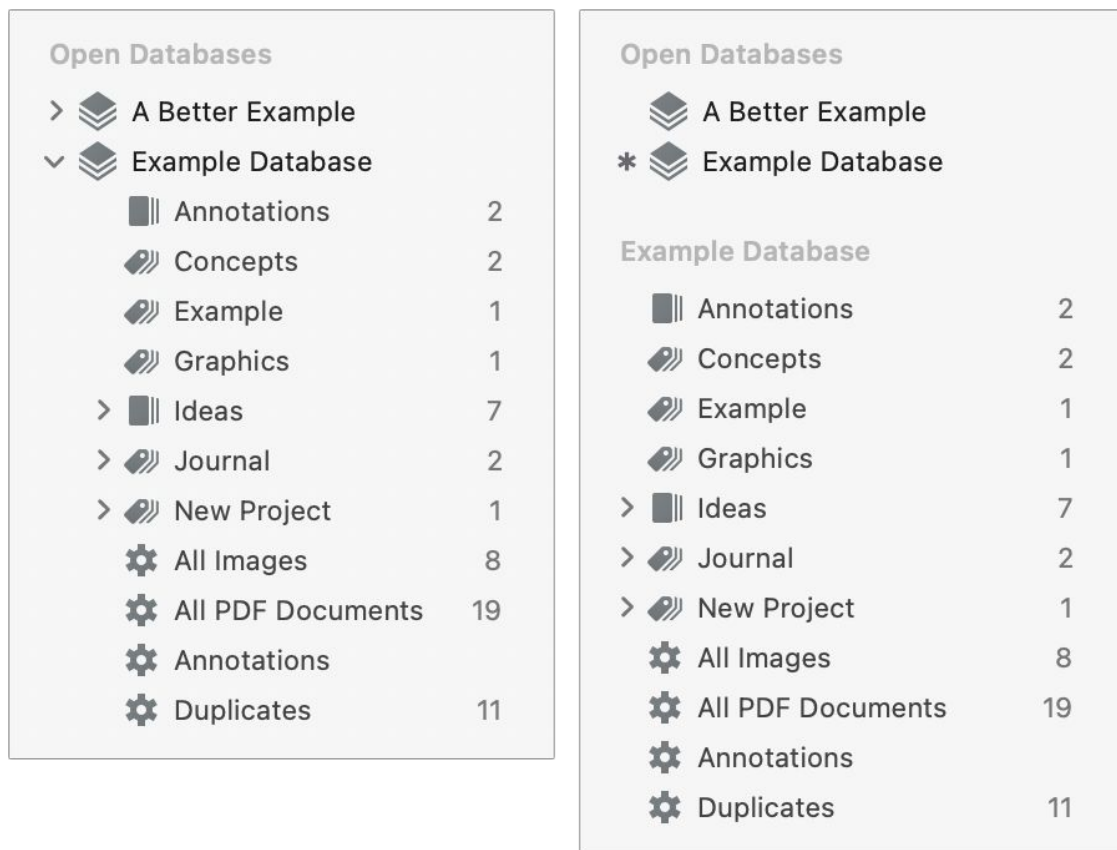 Open Databases
A Better Example
Example Database
Annotations 2
Concepts 2
Example 1
Graphics 1
Ideas 7
Journal 2
New Project 1
All Images 8
All PDF Documents 19
Annotations
Duplicates 11
Open Databases
A Better Example
* Example Database
Example Database
Annotations 2
Concepts 2
Example 1
Graphics 1
Ideas 7
Journal 2
New Project 1
All Images 8
All PDF Documents 19
Annotations
Duplicates 11